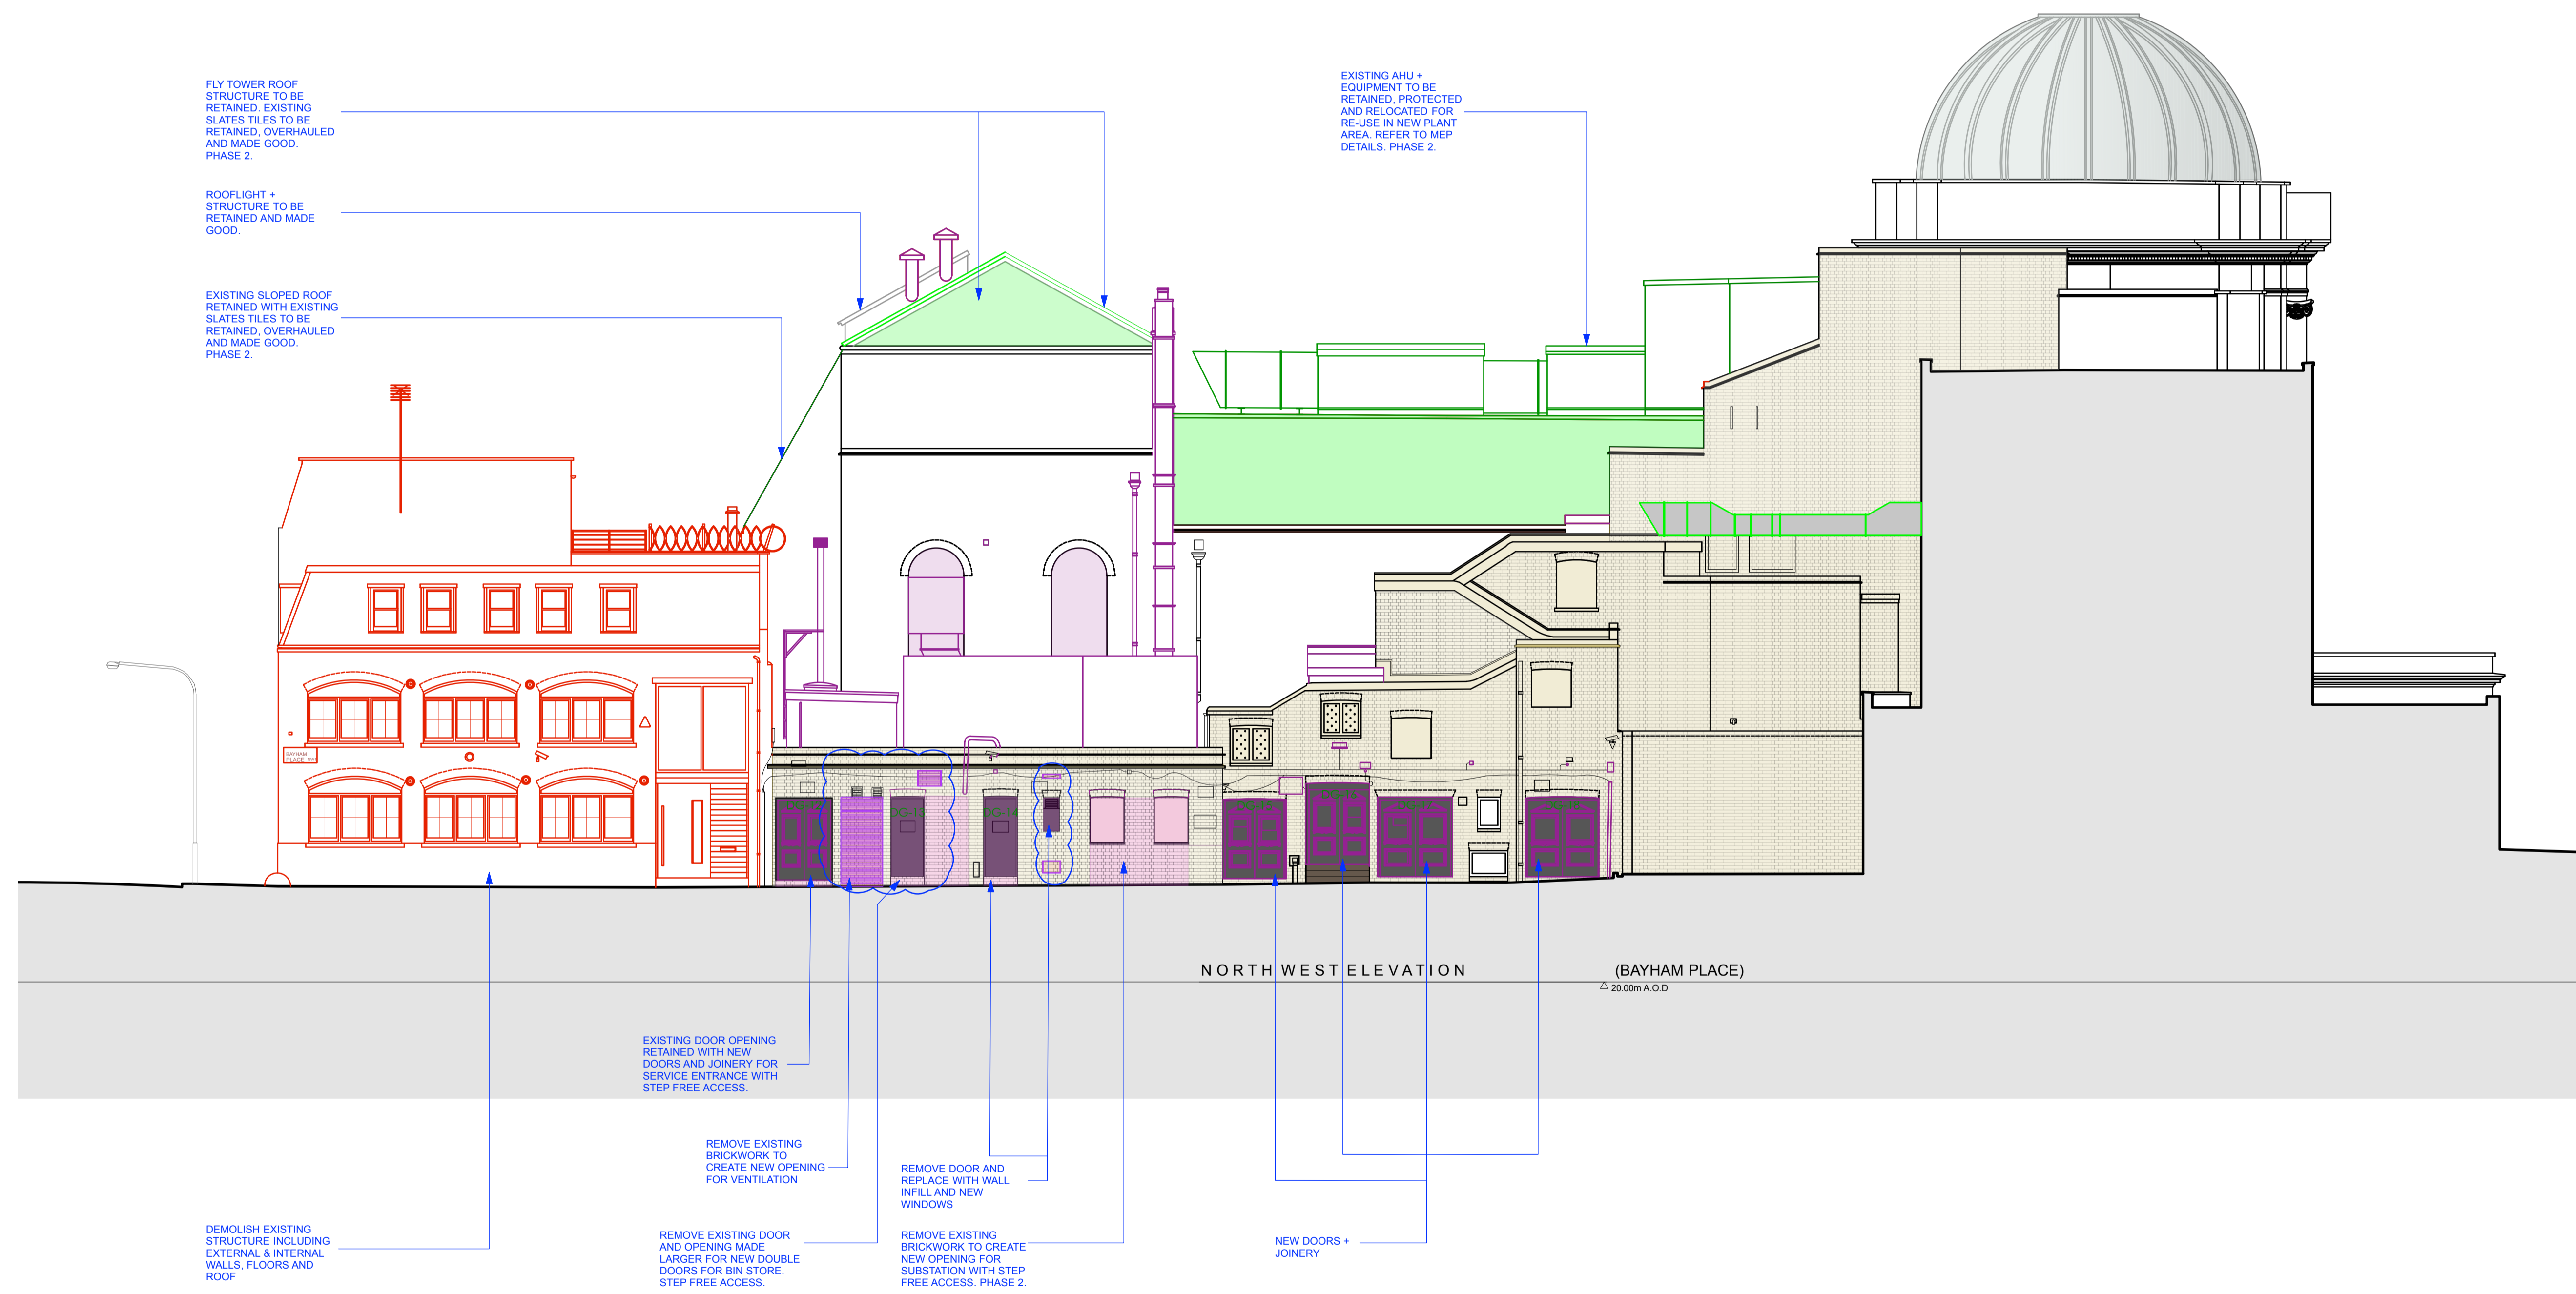 FLY TOWER ROOF
STRUCTURE TO BE
RETAINED. EXISTING
SLATES TILES TO BE
RETAINED, OVERHAULED
AND MADE GOOD.
PHASE 2.
EXISTING AHU +
EQUIPMENT TO BE
RETAINED, PROTECTED
AND RELOCATED FOR
RE-USE IN NEW PLANT
AREA. REFER TO MEP
DETAILS. PHASE 2.
ROOFLIGHT +
STRUCTURE TO BE
RETAINED AND MADE
GOOD.
EXISTING SLOPED ROOF
RETAINED WITH EXISTING
SLATES TILES TO BE
RETAINED, OVERHAULED
AND MADE GOOD.
PHASE 2.
BAYHAM
PLACE
NORTH WEST ELEVATION (BAYHAM PLACE)
20.00m A.O.D
EXISTING DOOR OPENING
RETAINED WITH NEW
DOORS AND JOINERY FOR
SERVICE ENTRANCE WITH
STEP FREE ACCESS.
REMOVE EXISTING
BRICKWORK TO
CREATE NEW OPENING
FOR VENTILATION
REMOVE DOOR AND
REPLACE WITH WALL
INFILL AND NEW
WINDOWS
DEMOLISH EXISTING
STRUCTURE INCLUDING
EXTERNAL & INTERNAL
WALLS, FLOORS AND
ROOF
REMOVE EXISTING DOOR
AND OPENING MADE
LARGER FOR NEW DOUBLE
DOORS FOR BIN STORE.
STEP FREE ACCESS.
REMOVE EXISTING
BRICKWORK TO CREATE
NEW OPENING FOR
SUBSTATION WITH STEP
FREE ACCESS. PHASE 2.
NEW DOORS +
JOINERY